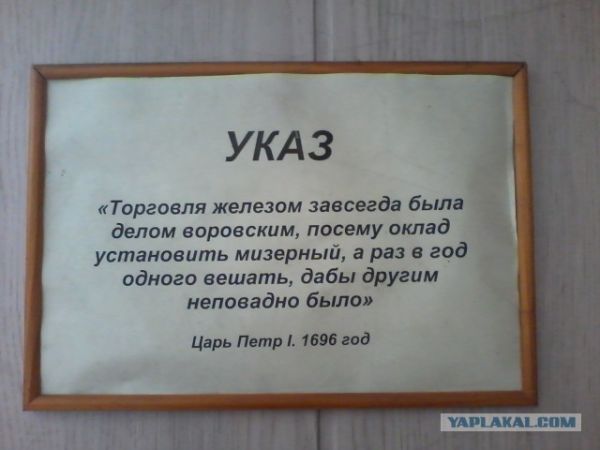 УКАЗ
«Торговля железом завсегда была
делом воровским, посему оклад
установить мизерный, а раз в год
одного вешать, дабы другим
неповадно было»
Царь Петр I. 1696 год
YAPLAKAL.COM